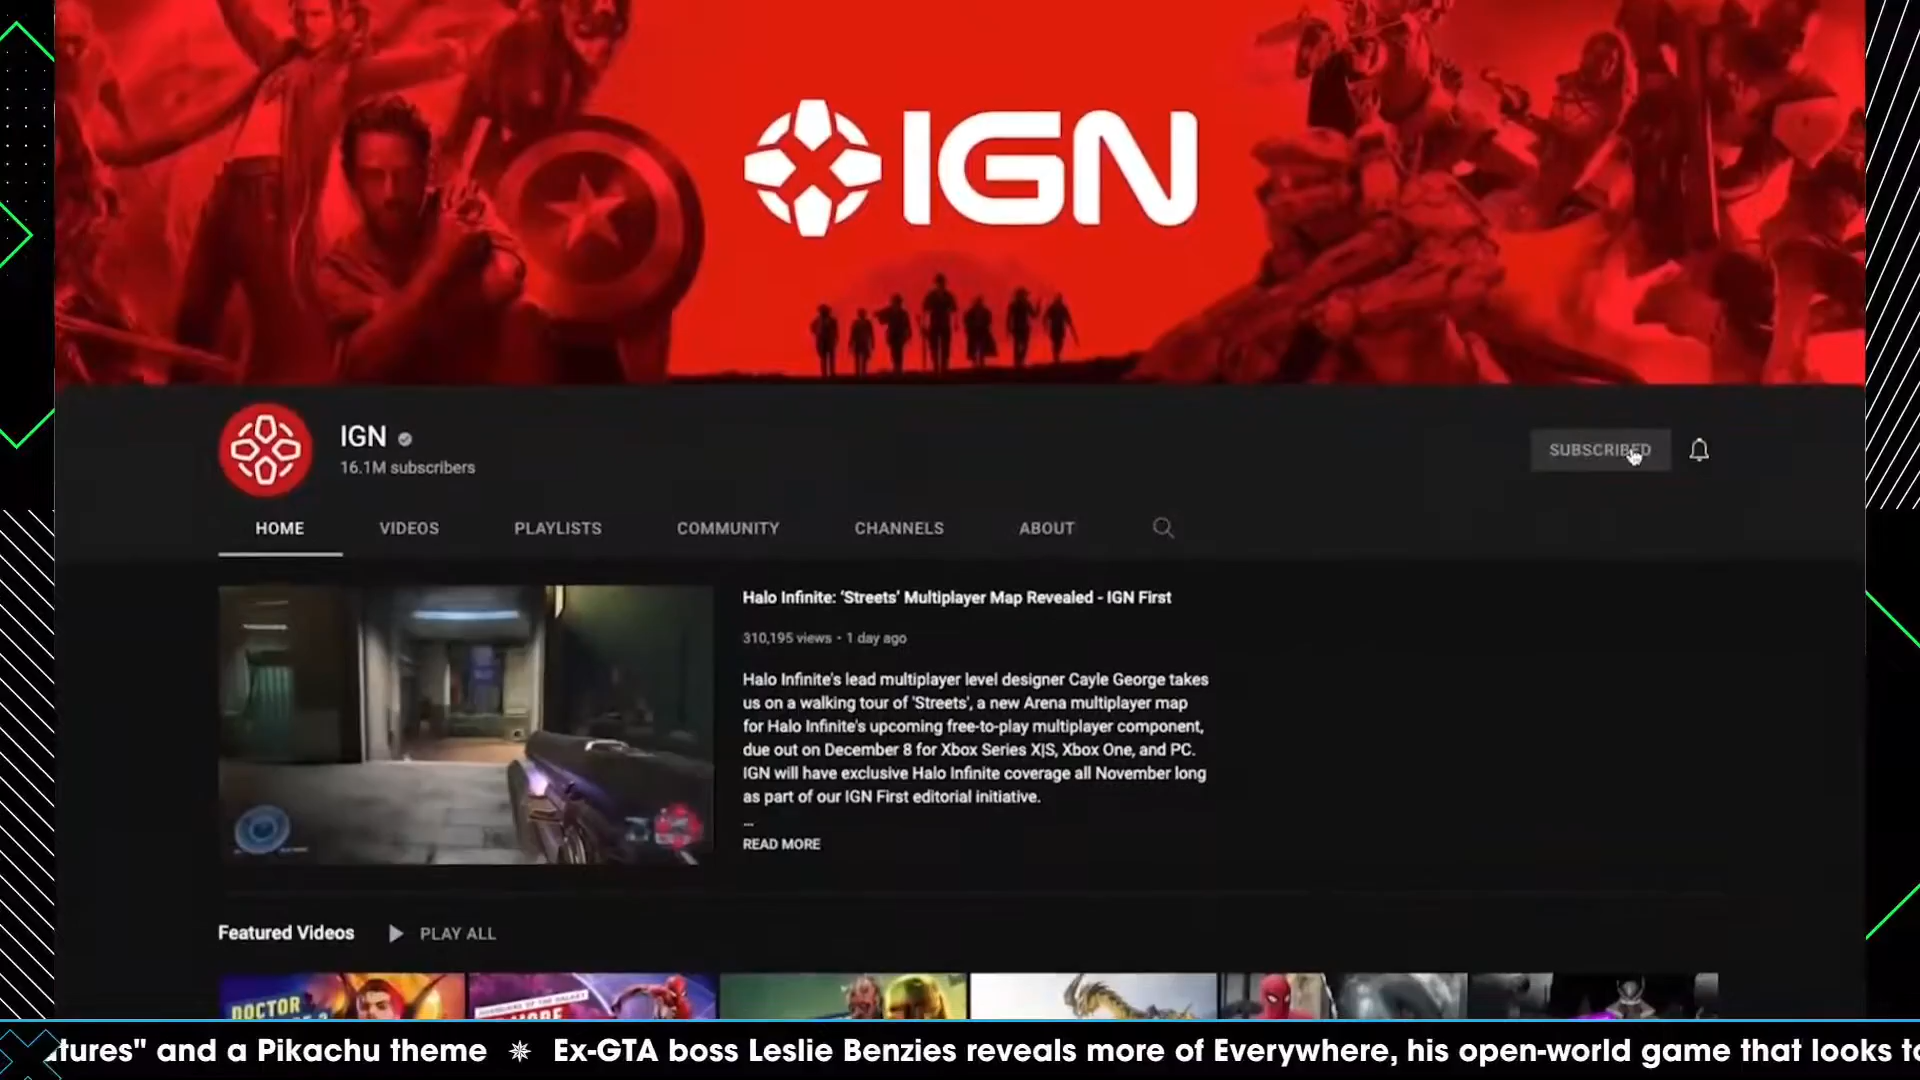 IGN
IGN
16.1M subscribers
SUBSCRIBED
HOME
VIDEOS
PLAYLISTS
COMMUNITY
CHANNELS
ABOUT
Halo Infinite: ‘Streets’ Multiplayer Map Revealed - IGN First
310,195 views • 1 day ago
Halo Infinite's lead multiplayer level designer Cayle George takes
us on a walking tour of 'Streets', a new Arena multiplayer map
for Halo Infinite's upcoming free-to-play multiplayer component,
due out on December 8 for Xbox Series X|S, Xbox One, and PC.
IGN will have exclusive Halo Infinite coverage all November long
as part of our IGN First editorial initiative.
...
READ MORE
Featured Videos
PLAY ALL
DOCTOR
tures" and a Pikachu theme ✵ Ex-GTA boss Leslie Benzies reveals more of Everywhere, his open-world game that looks to